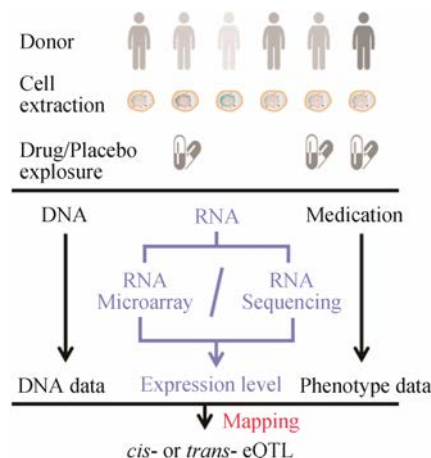 Donor
Cell
extraction
Drug/Placebo
explosure
DNA
RNA
Medication
RNA
Microarray
/
RNA
Sequencing
DNA data
Expression level
Phenotype data
Mapping
cis- or trans- eQTL